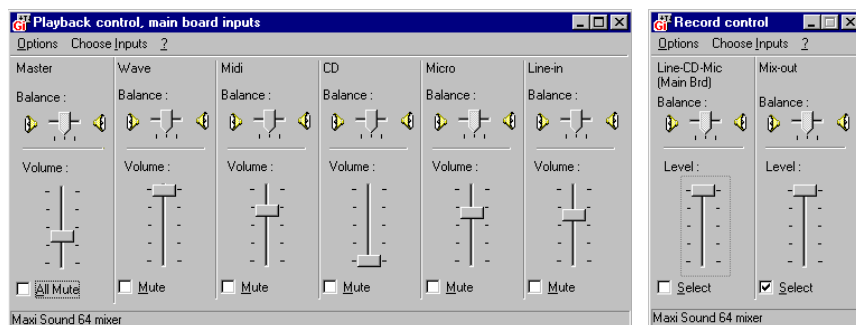 Playback control, main board inputs
Options Choose Inputs ?
Master Wave Midi CD Micro Line-in
Balance : Balance : Balance : Balance : Balance : Balance :
Volume : Volume : Volume : Volume : Volume : Volume :
All Mute Mute Mute Mute Mute Mute
Maxi Sound 64 mixer
Record control
Options Choose Inputs ?
Line-CD-Mic Mix-out
(Main Brd)
Balance : Balance :
Level : Level :
Select Select
Maxi Sound 64 mixer